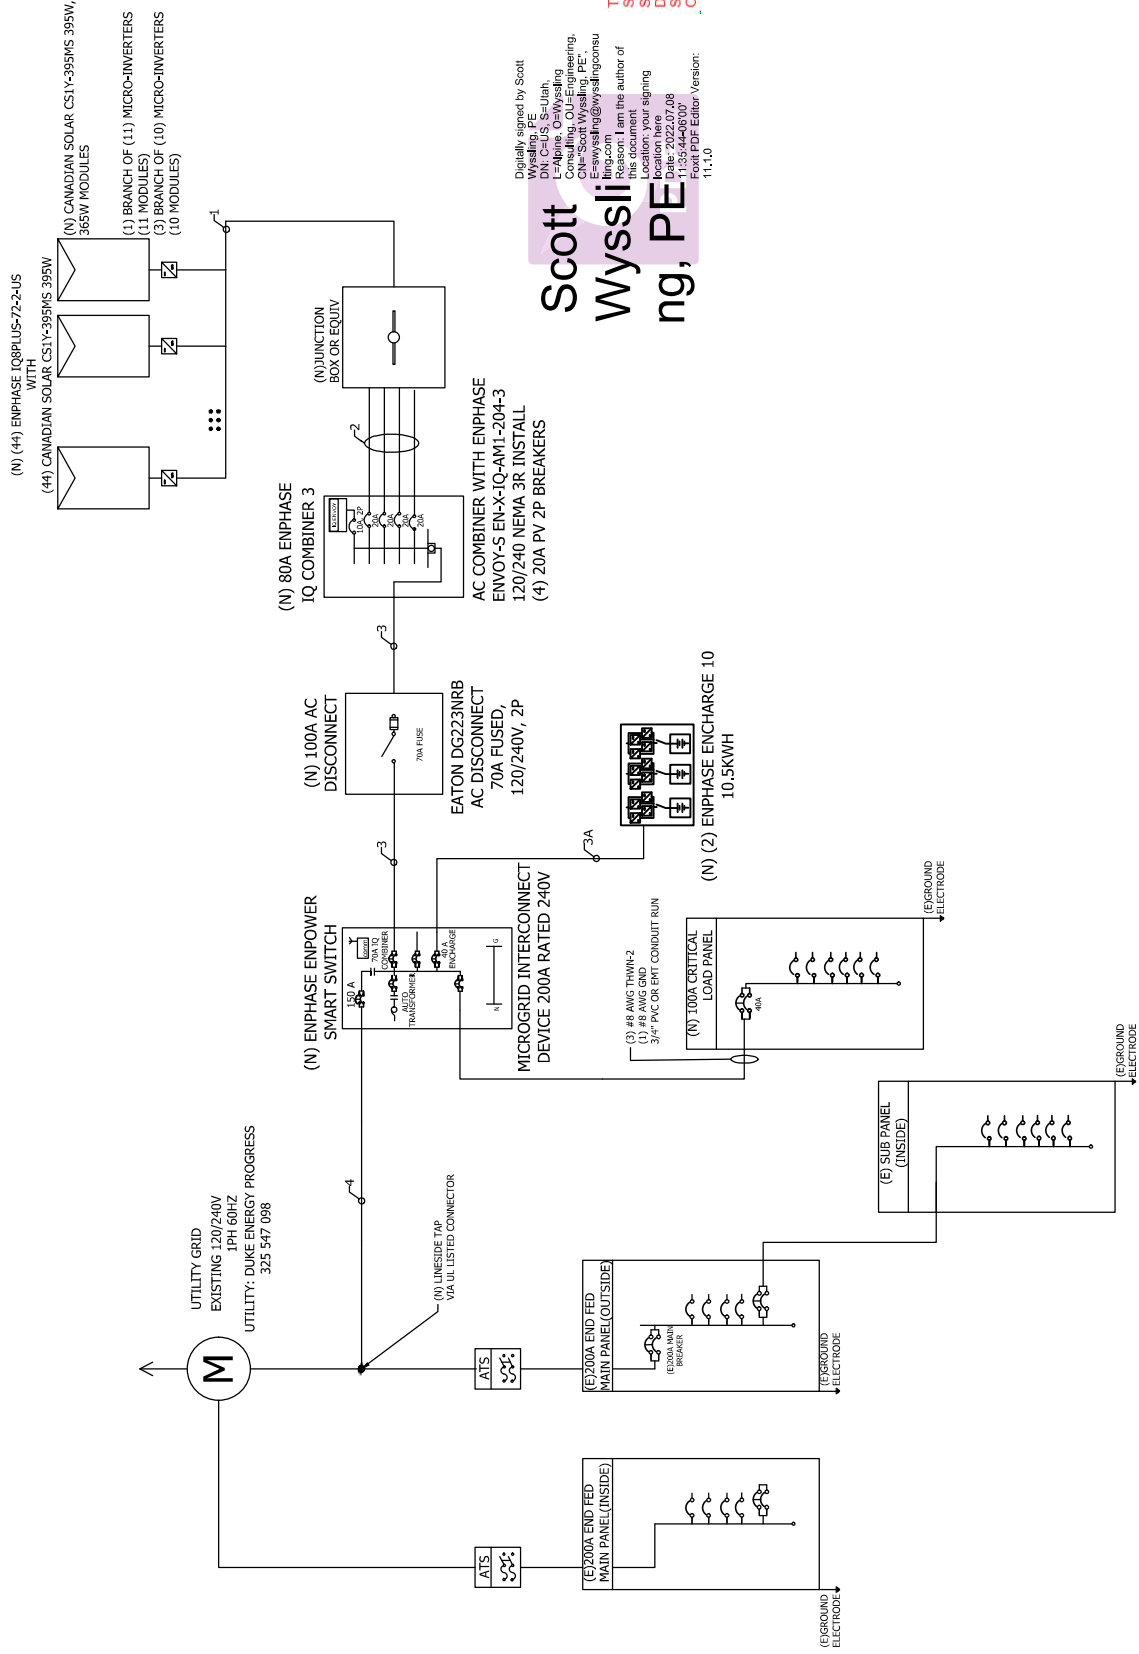 (N) (44) ENPHASE IQ8PLUS-72-2-US
WITH
(44) CANADIAN SOLAR CS1Y-395MS 395W
(N) CANADIAN SOLAR CS1Y-395MS 395W,
365W MODULES
(1) BRANCH OF (11) MICRO-INVERTERS
(11 MODULES)
(3) BRANCH OF (10) MICRO-INVERTERS
(10 MODULES)
1
(N)JUNCTION
BOX OR EQUIV
2
(N) 80A ENPHASE
IQ COMBINER 3
10A 2P
20A
20A
20A
20A
AC COMBINER WITH ENPHASE
ENVOY-S EN-X-IQ-AM1-204-3
120/240 NEMA 3R INSTALL
(4) 20A PV 2P BREAKERS
3
(N) 100A AC
DISCONNECT
70A FUSE
EATON DG223NRB
AC DISCONNECT
70A FUSED,
120/240V, 2P
3
(N) ENPHASE ENPOWER
SMART SWITCH
150 A
70A IQ
COMBINER
AUTO
TRANSFORMER
40 A
ENCHARGE
N
G
MICROGRID INTERCONNECT
DEVICE 200A RATED 240V
3A
(N) (2) ENPHASE ENCHARGE 10
10.5KWH
(3) #8 AWG THWN-2
(1) #8 AWG GND
3/4" PVC OR EMT CONDUIT RUN
(N) 100A CRITICAL
LOAD PANEL
40A
(E)GROUND
ELECTRODE
(E) SUB PANEL
(INSIDE)
(E)GROUND
ELECTRODE
UTILITY GRID
EXISTING 120/240V
1PH 60HZ
UTILITY: DUKE ENERGY PROGRESS
325 547 098
M
4
(N) LINESIDE TAP
VIA UL LISTED CONNECTOR
ATS
(E)200A END FED
MAIN PANEL(OUTSIDE)
(E)200A MAIN
BREAKER
(E)GROUND
ELECTRODE
ATS
(E)200A END FED
MAIN PANEL(INSIDE)
(E)GROUND
ELECTRODE
Scott
Wyssli
ng, PE
Digitally signed by Scott
Wyssling, PE
DN: C=US, S=Utah,
L=Alpine, O=Wyssling
Consulting, OU=Engineering,
CN="Scott Wyssling, PE",
E=swyssling@wysslingconsu
lting.com
Reason: I am the author of
this document
Location: your signing
location here
Date: 2022.07.08
11:35:44-06'00'
Foxit PDF Editor Version:
11.1.0